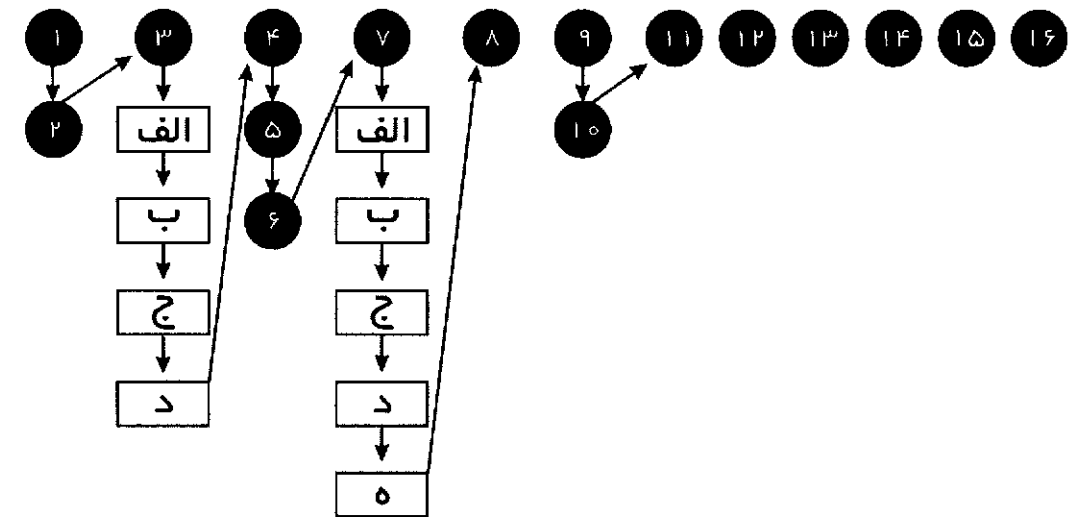 ۱ ۳ ۴ ۷ ۸ ۹ ۱۱ ۱۲ ۱۳ ۱۴ ۱۵ ۱۶
۲ الف ۵ الف ۱۰
ب ۶ ب
ج ج
د د
ه